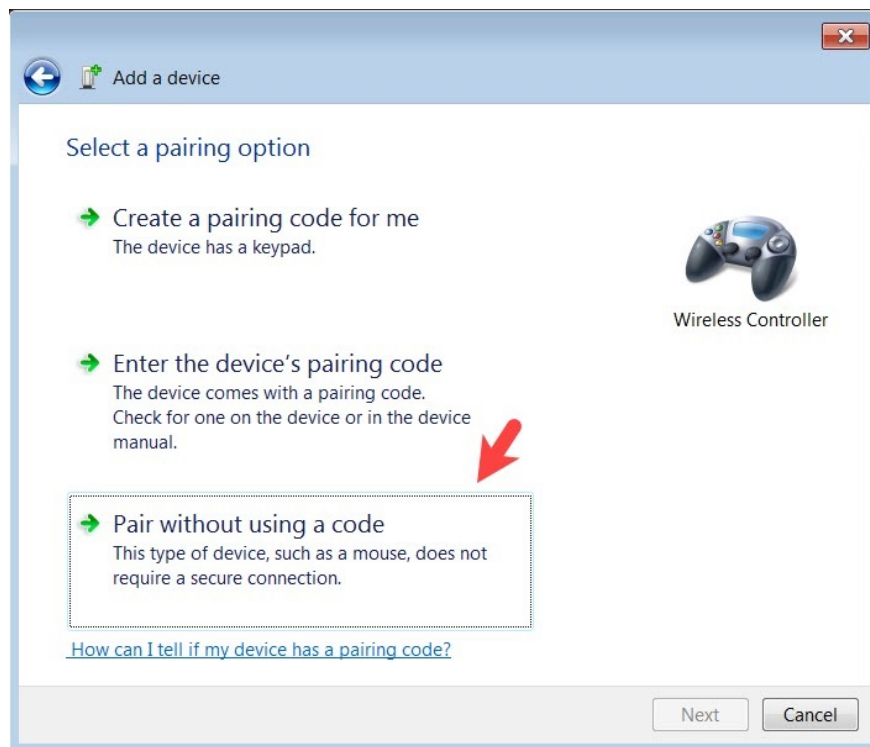 Add a device
Select a pairing option
Create a pairing code for me
The device has a keypad.
Wireless Controller
Enter the device's pairing code
The device comes with a pairing code.
Check for one on the device or in the device
manual.
Pair without using a code
This type of device, such as a mouse, does not
require a secure connection.
How can I tell if my device has a pairing code?
Next
Cancel